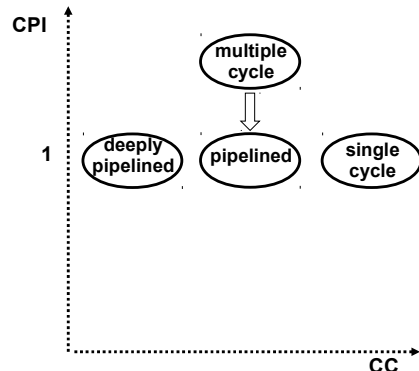 CPI
multiple
cycle
1
deeply
pipelined
pipelined
single
cycle
CC